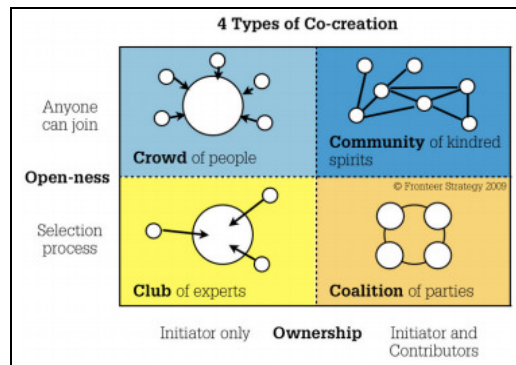 4 Types of Co-creation
Anyone
can join
Crowd of people
Community of kindred
spirits
Open-ness
© Fronteer Strategy 2009
Selection
process
Club of experts
Coalition of parties
Initiator only
Ownership
Initiator and
Contributors